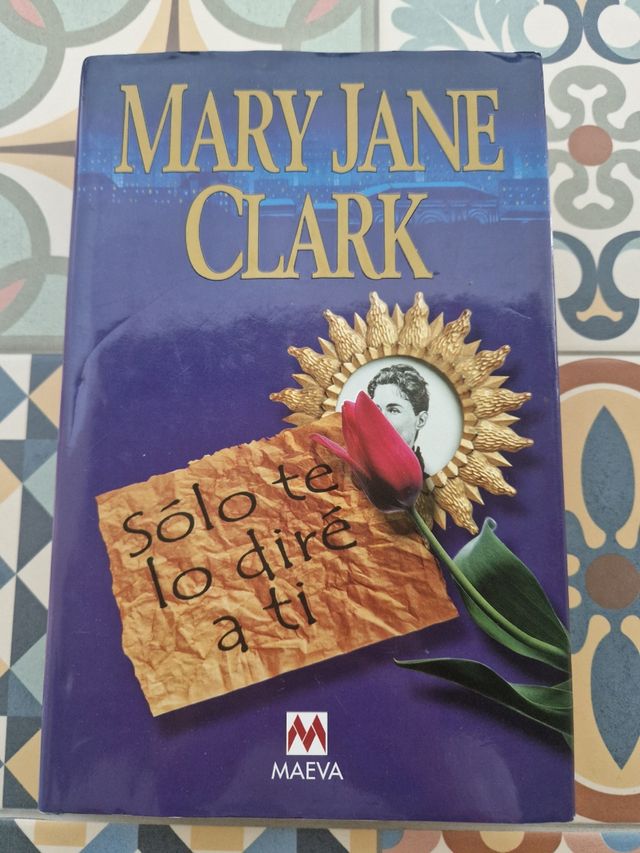 MARY JANE
CLARK
Sólo te
lo diré
a ti
MAEVA